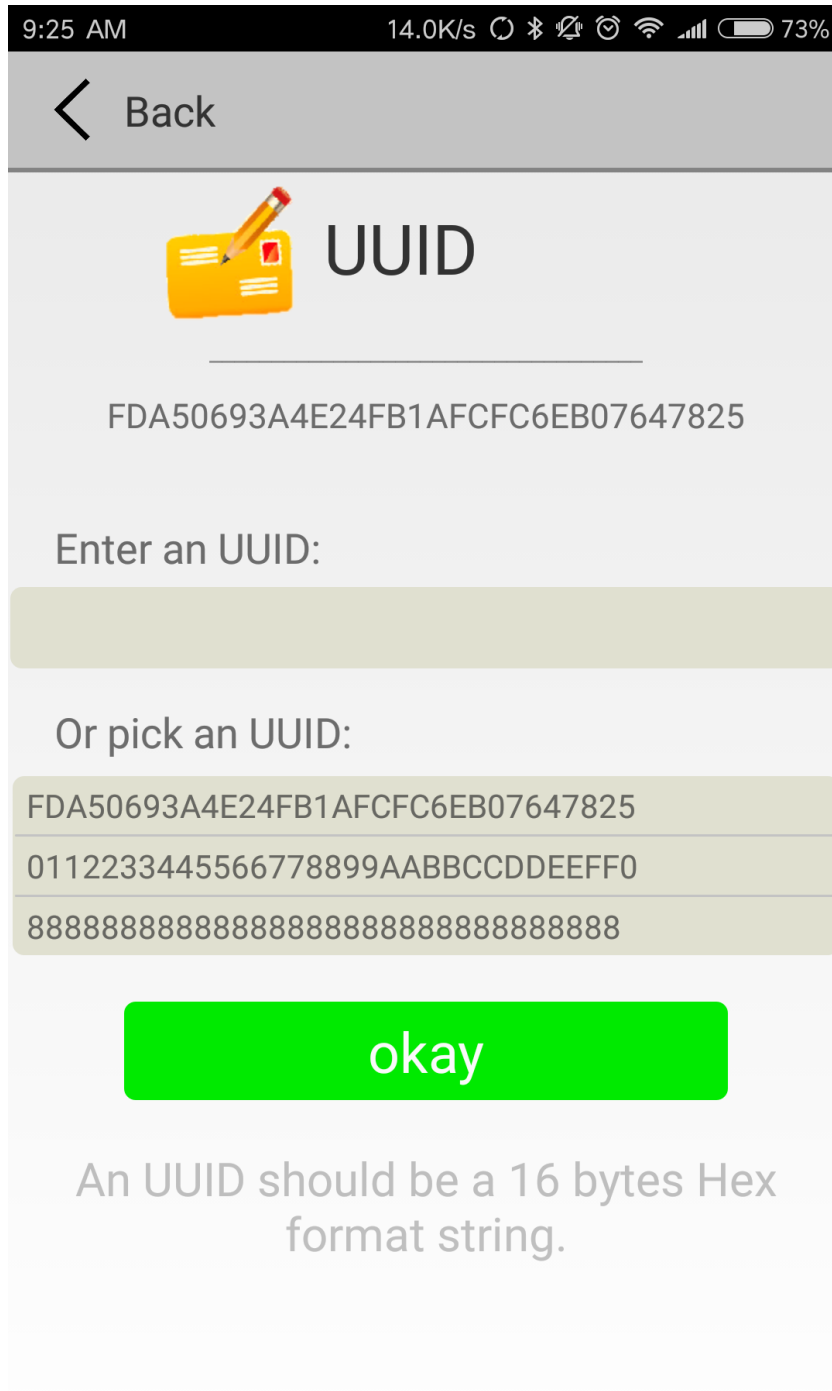 9:25 AM 14.0K/s 73%
Back
UUID
FDA50693A4E24FB1AFCFC6EB07647825
Enter an UUID:
Or pick an UUID:
FDA50693A4E24FB1AFCFC6EB07647825
0112233445566778899AABBCCDDEEFF0
88888888888888888888888888888888
okay
An UUID should be a 16 bytes Hex
format string.